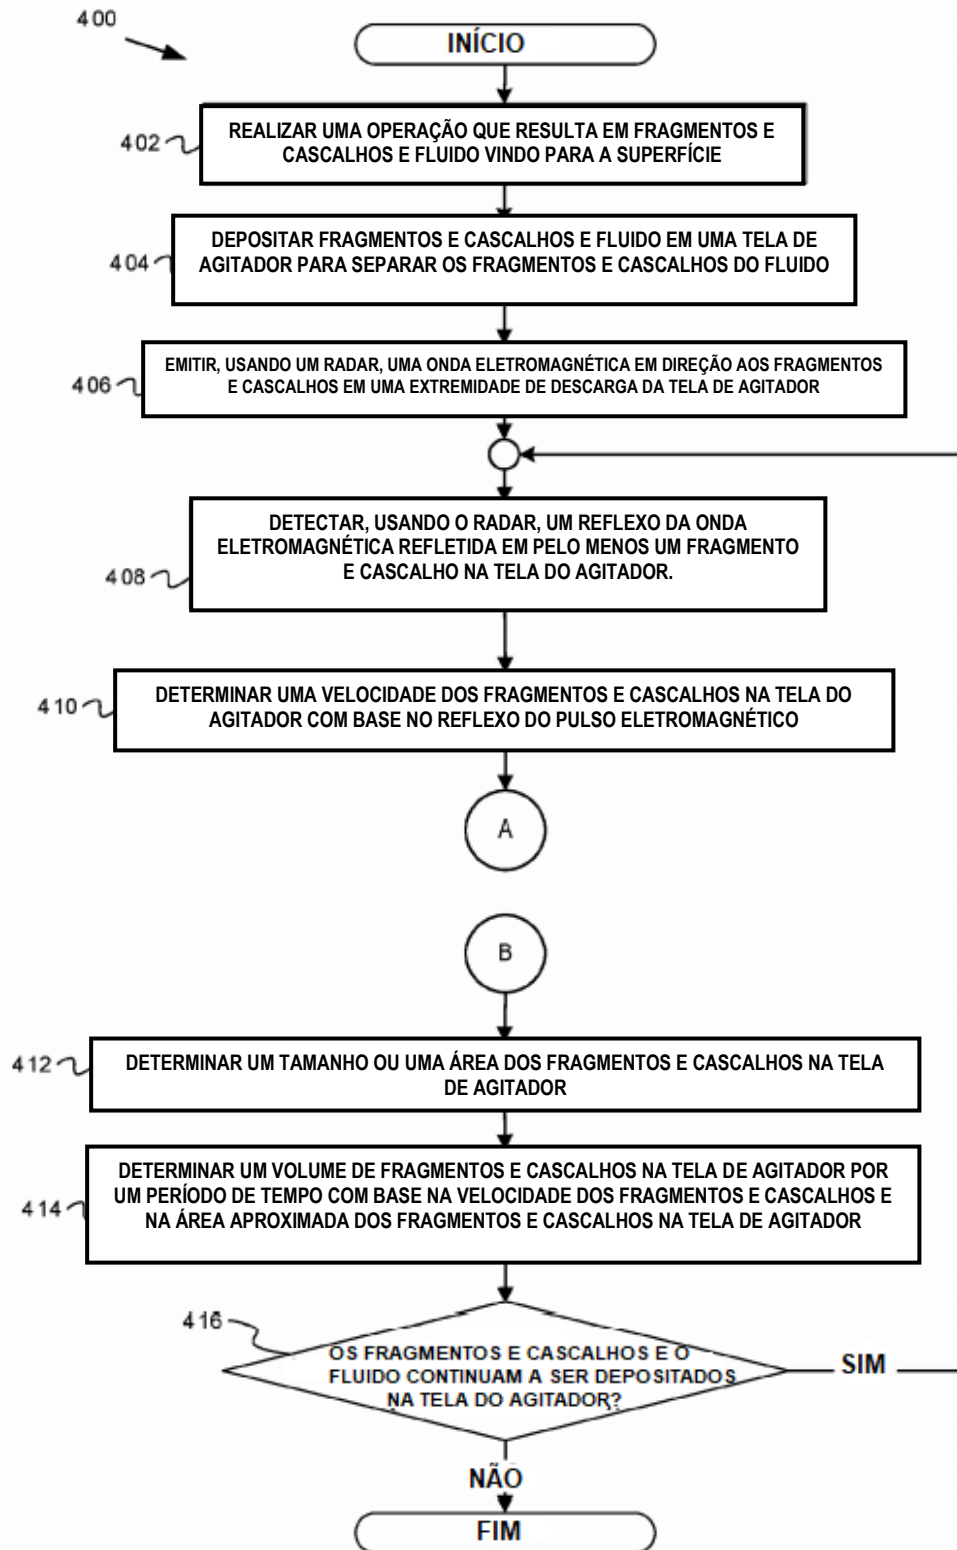 400
INÍCIO
402
REALIZAR UMA OPERAÇÃO QUE RESULTA EM FRAGMENTOS E
CASCALHOS E FLUIDO VINDO PARA A SUPERFÍCIE
404
DEPOSITAR FRAGMENTOS E CASCALHOS E FLUIDO EM UMA TELA DE
AGITADOR PARA SEPARAR OS FRAGMENTOS E CASCALHOS DO FLUIDO
406
EMITIR, USANDO UM RADAR, UMA ONDA ELETROMAGNÉTICA EM DIREÇÃO AOS FRAGMENTOS
E CASCALHOS EM UMA EXTREMIDADE DE DESCARGA DA TELA DE AGITADOR
408
DETECTAR, USANDO O RADAR, UM REFLEXO DA ONDA
ELETROMAGNÉTICA REFLETIDA EM PELO MENOS UM FRAGMENTO
E CASCALHO NA TELA DO AGITADOR.
410
DETERMINAR UMA VELOCIDADE DOS FRAGMENTOS E CASCALHOS NA TELA DO
AGITADOR COM BASE NO REFLEXO DO PULSO ELETROMAGNÉTICO
A
B
412
DETERMINAR UM TAMANHO OU UMA ÁREA DOS FRAGMENTOS E CASCALHOS NA TELA
DE AGITADOR
414
DETERMINAR UM VOLUME DE FRAGMENTOS E CASCALHOS NA TELA DE AGITADOR POR
UM PERÍODO DE TEMPO COM BASE NA VELOCIDADE DOS FRAGMENTOS E CASCALHOS E
NA ÁREA APROXIMADA DOS FRAGMENTOS E CASCALHOS NA TELA DE AGITADOR
416
OS FRAGMENTOS E CASCALHOS E O
FLUIDO CONTINUAM A SER DEPOSITADOS
NA TELA DO AGITADOR?
SIM
NÃO
FIM